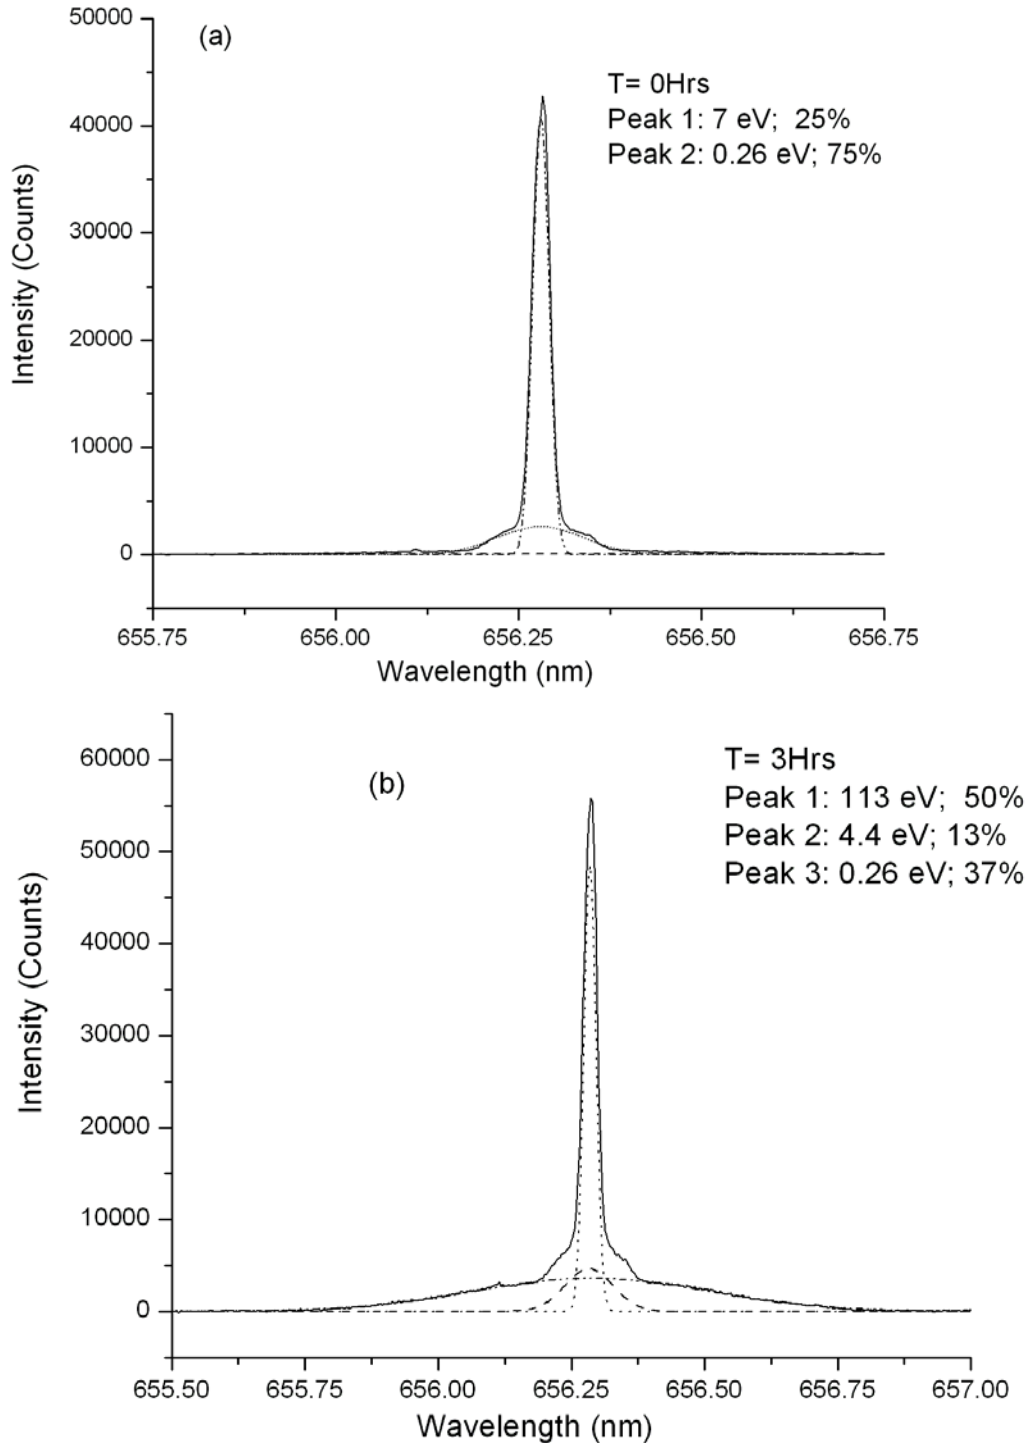 50000
(a)
T= 0Hrs
Peak 1: 7 eV; 25%
Peak 2: 0.26 eV; 75%
40000
30000
20000
10000
0
Intensity (Counts)
655.75
656.00
656.25
656.50
656.75
Wavelength (nm)
60000
(b)
T= 3Hrs
Peak 1: 113 eV; 50%
Peak 2: 4.4 eV; 13%
Peak 3: 0.26 eV; 37%
50000
40000
30000
20000
10000
0
Intensity (Counts)
655.50
655.75
656.00
656.25
656.50
656.75
657.00
Wavelength (nm)